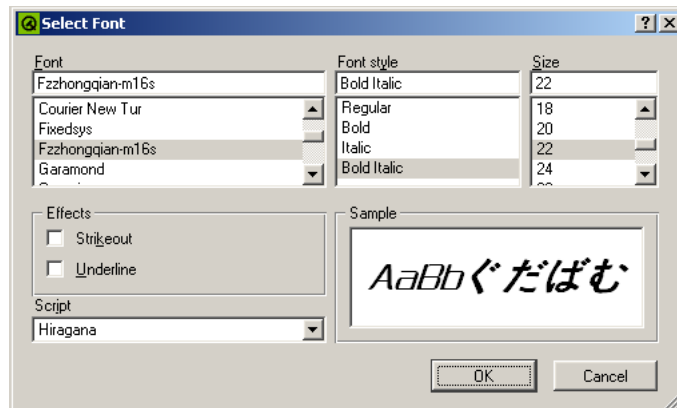 Select Font
Font
Font style
Size
Fzzhongqian-m16s
Bold Italic
22
Courier New Tur
Fixedsys
Fzzhongqian-m16s
Garamond
Regular
Bold
Italic
Bold Italic
18
20
22
24
Effects
Strikeout
Underline
Sample
AaBbぐだばむ
Script
Hiragana
OK
Cancel